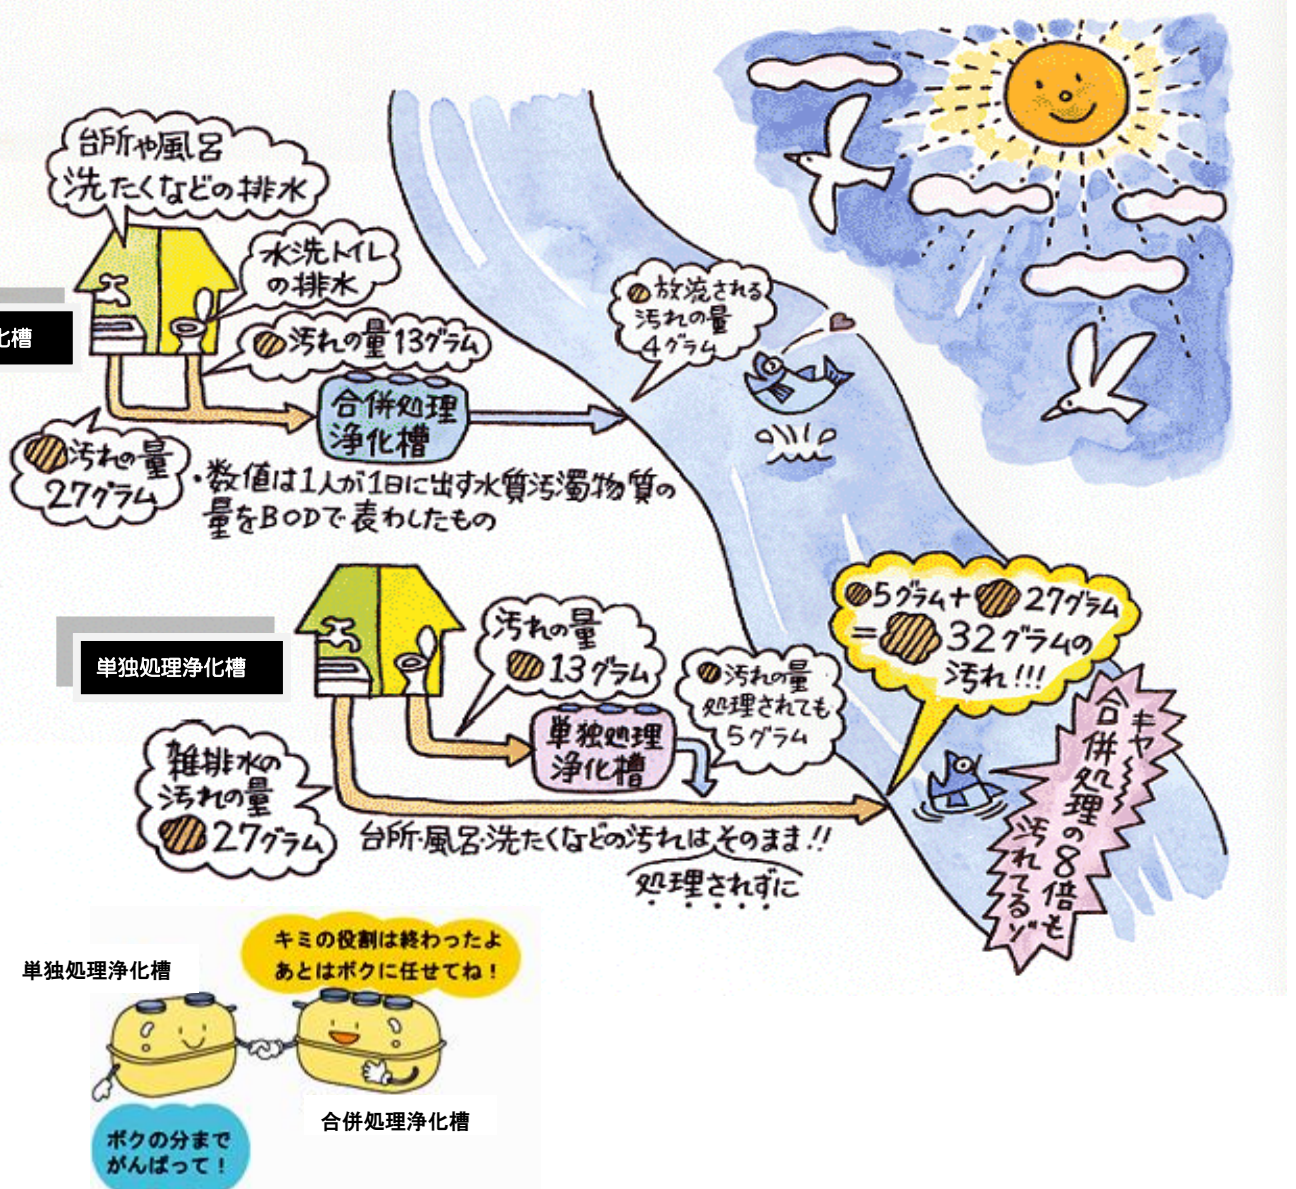 台所や風呂
洗たくなどの排水
水洗トイレ
の排水
化槽
汚れの量13グラム
合併処理
浄化槽
汚れの量
27グラム
放流される
汚れの量
4グラム
・数値は1人が1日に出す水質汚濁物質の
量をBODで表わしたもの
単独処理浄化槽
汚れの量
13グラム
単独処理
浄化槽
汚れの量
処理されても
5グラム
5グラム+27グラム
=32グラムの
汚れ!!!
雑排水の
汚れの量
27グラム
台所・風呂・洗たくなどの汚れはそのまま!!
処理されずに
キャ〜〜
合併処理の8倍も
汚れてるゾ
単独処理浄化槽
キミの役割は終わったよ
あとはボクに任せてね!
合併処理浄化槽
ボクの分まで
がんばって!